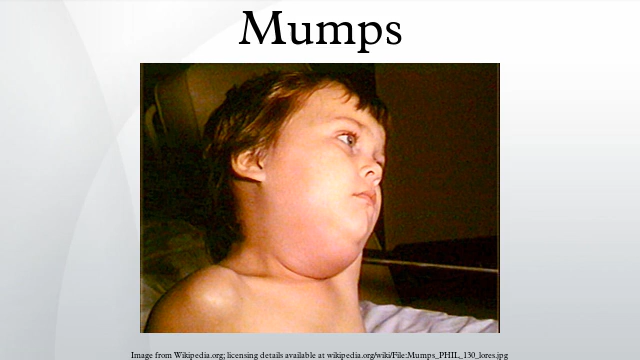 Mumps
Image from Wikipedia.org; licensing details available at wikipedia.org/wiki/File:Mumps_PHIL_130_lores.jpg